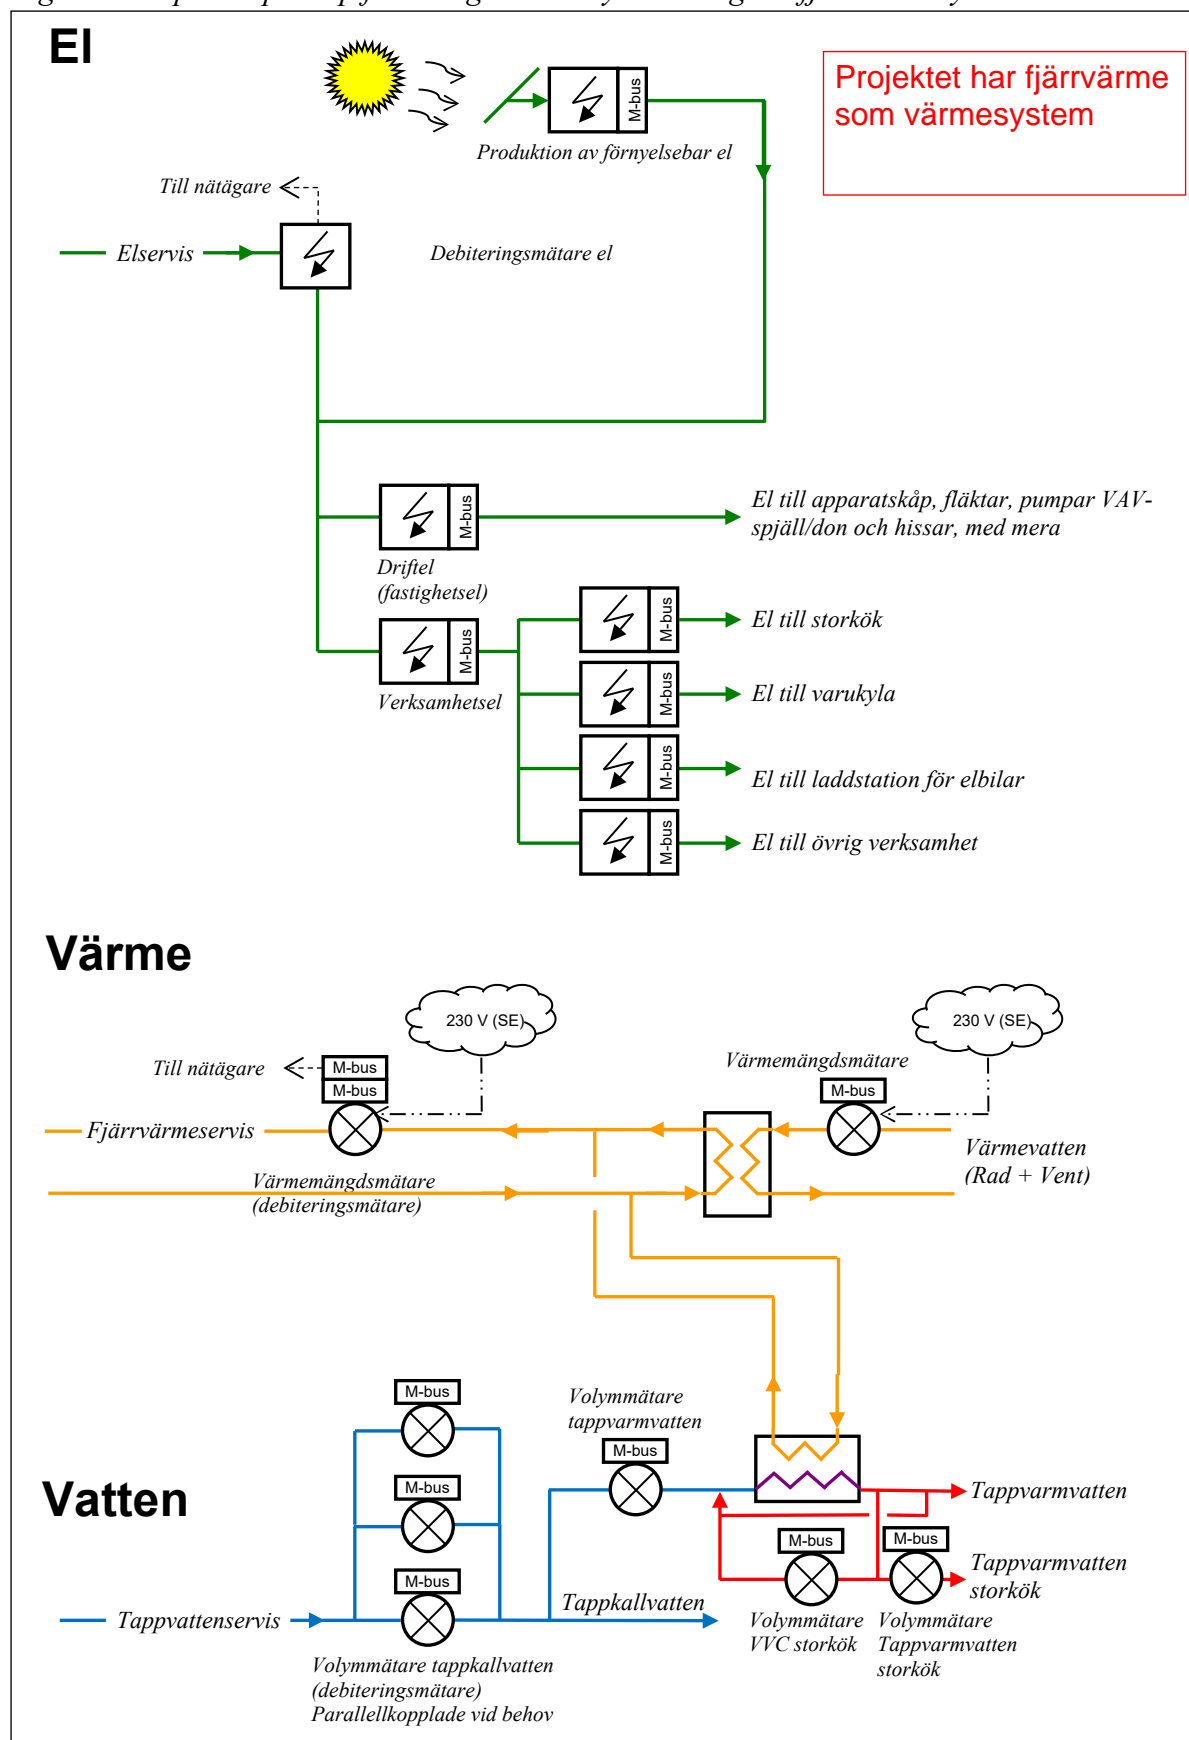 El
Projektet har fjärrvärme
som värmesystem
M-bus
Produktion av förnyelsebar el
Till nätägare
Elservis
Debiteringsmätare el
M-bus
El till apparatskåp, fläktar, pumpar VAV-
spjäll/don och hissar, med mera
Driftel
(fastighetsel)
M-bus
El till storkök
M-bus
Verksamhetsel
M-bus
El till varukyla
M-bus
El till laddstation för elbilar
M-bus
El till övrig verksamhet
Värme
230 V (SE)
230 V (SE)
Till nätägare
M-bus
M-bus
Värmemängdsmätare
M-bus
Fjärrvärmeservis
Värmevatten
(Rad + Vent)
Värmemängdsmätare
(debiteringsmätare)
M-bus
Volymmätare
tappvarmvatten
M-bus
Vatten
M-bus
Tappvarmvatten
M-bus
M-bus
M-bus
Tappvarmvatten
storkök
Tappvattenservis
Tappkallvatten
Volymmätare
VVC storkök
Volymmätare
Tappvarmvatten
storkök
Volymmätare tappkallvatten
(debiteringsmätare)
Parallellkopplade vid behov